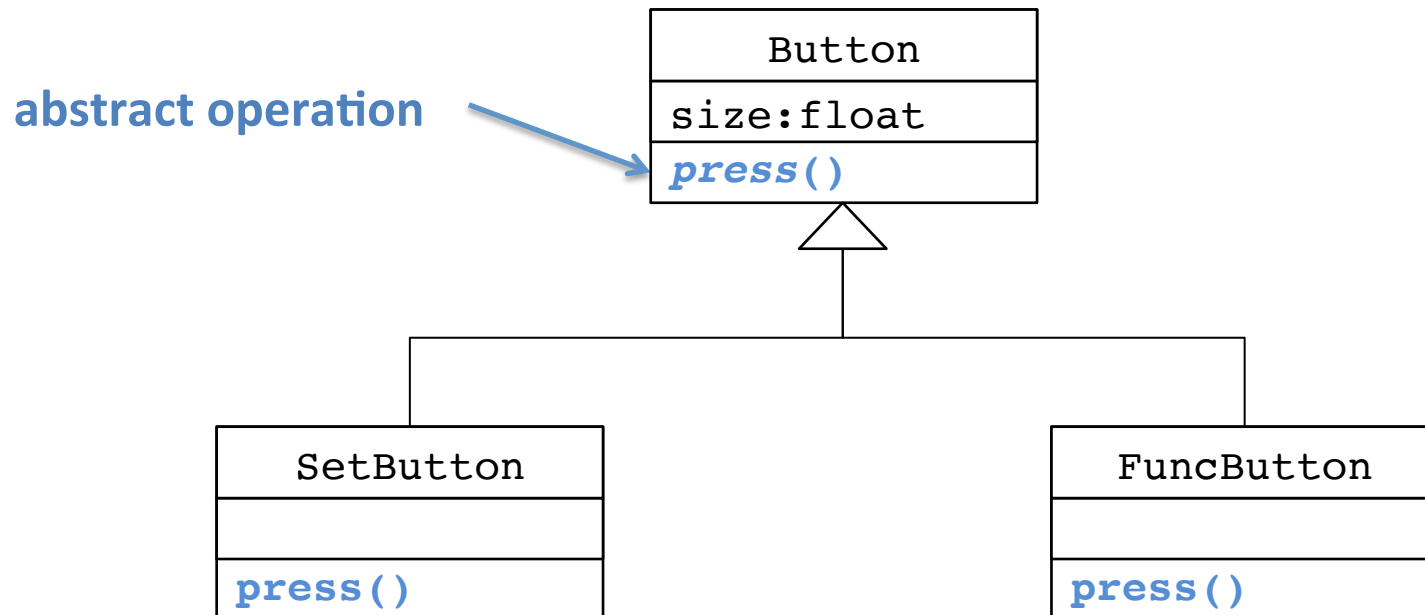 Button
abstract operation
size:float
press()
SetButton
FuncButton
press()
press()